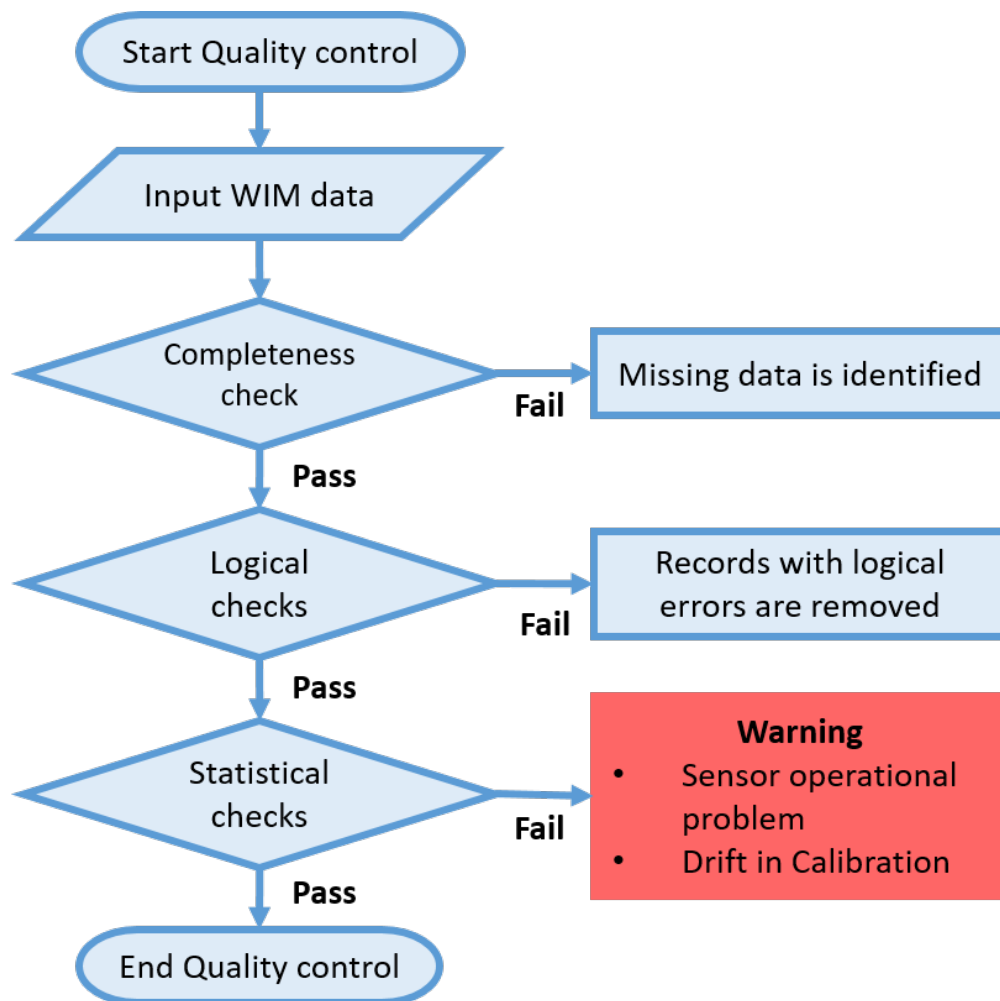 Start Quality control
Input WIM data
Completeness
check
Fail
Missing data is identified
Pass
Logical
checks
Fail
Records with logical
errors are removed
Pass
Statistical
checks
Fail
Warning
• Sensor operational
problem
• Drift in Calibration
Pass
End Quality control